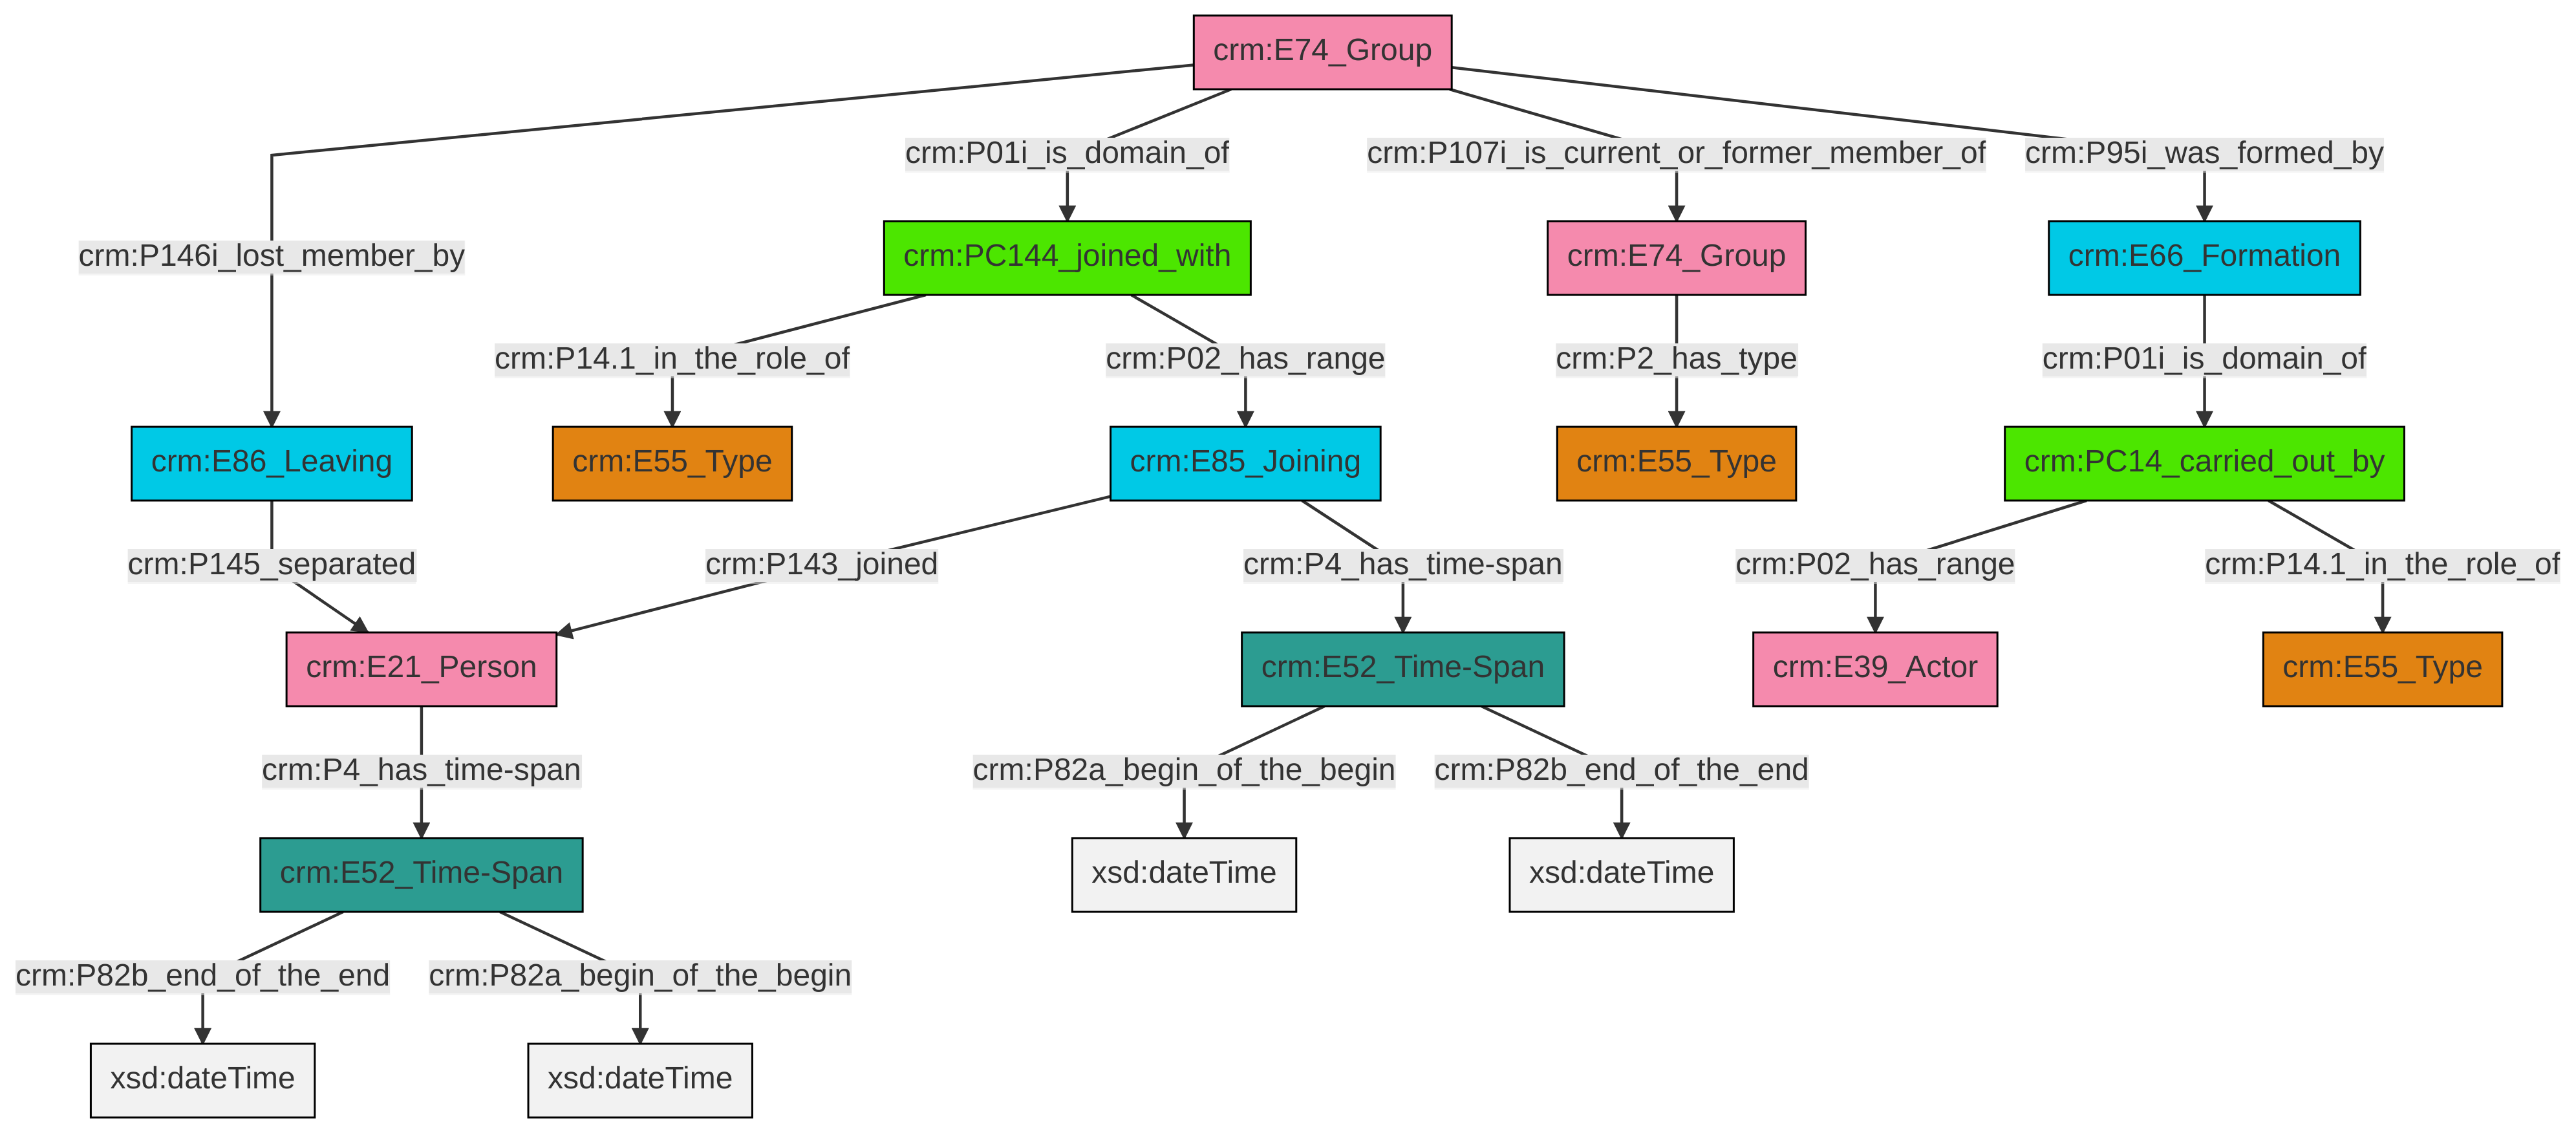 crm:E74_Group
crm:P01i_is_domain_of
crm:P107i_is_current_or_former_member_of
crm:P95i_was_formed_by
crm:P146i_lost_member_by
crm:PC144_joined_with
crm:E74_Group
crm:E66_Formation
crm:P14.1_in_the_role_of
crm:P02_has_range
crm:P2_has_type
crm:P01i_is_domain_of
crm:E86_Leaving
crm:E55_Type
crm:E85_Joining
crm:E55_Type
crm:PC14_carried_out_by
crm:P145_separated
crm:P143_joined
crm:P4_has_time-span
crm:P02_has_range
crm:P14.1_in_the_role_of
crm:E21_Person
crm:E52_Time-Span
crm:E39_Actor
crm:E55_Type
crm:P4_has_time-span
crm:P82a_begin_of_the_begin
crm:P82b_end_of_the_end
crm:E52_Time-Span
xsd:dateTime
xsd:dateTime
crm:P82b_end_of_the_end
crm:P82a_begin_of_the_begin
xsd:dateTime
xsd:dateTime